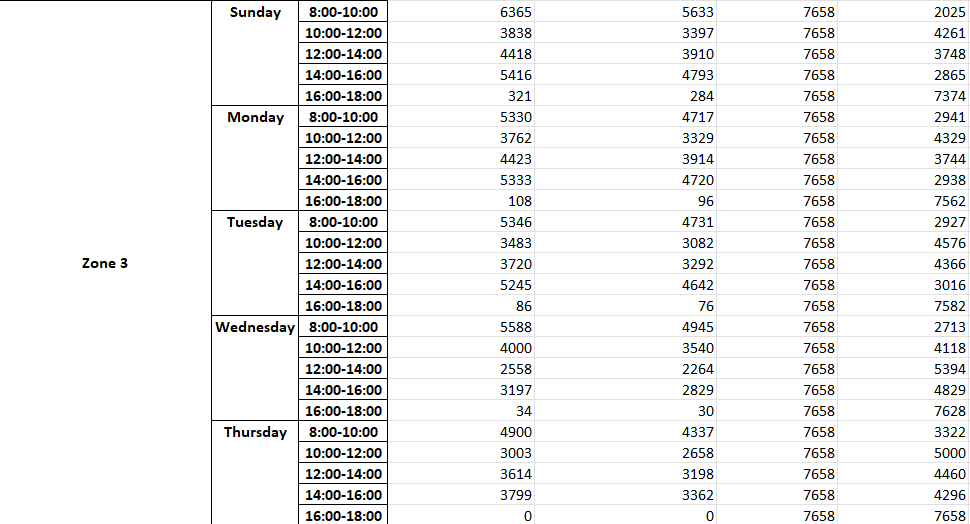 Sunday 8:00-10:00 6365 5633 7658 2025
10:00-12:00 3838 3397 7658 4261
12:00-14:00 4418 3910 7658 3748
14:00-16:00 5416 4793 7658 2865
16:00-18:00 321 284 7658 7374
Monday 8:00-10:00 5330 4717 7658 2941
10:00-12:00 3762 3329 7658 4329
12:00-14:00 4423 3914 7658 3744
14:00-16:00 5333 4720 7658 2938
16:00-18:00 108 96 7658 7562
Tuesday 8:00-10:00 5346 4731 7658 2927
10:00-12:00 3483 3082 7658 4576
Zone 3 12:00-14:00 3720 3292 7658 4366
14:00-16:00 5245 4642 7658 3016
16:00-18:00 86 76 7658 7582
Wednesday 8:00-10:00 5588 4945 7658 2713
10:00-12:00 4000 3540 7658 4118
12:00-14:00 2558 2264 7658 5394
14:00-16:00 3197 2829 7658 4829
16:00-18:00 34 30 7658 7628
Thursday 8:00-10:00 4900 4337 7658 3322
10:00-12:00 3003 2658 7658 5000
12:00-14:00 3614 3198 7658 4460
14:00-16:00 3799 3362 7658 4296
16:00-18:00 0 0 7658 7658